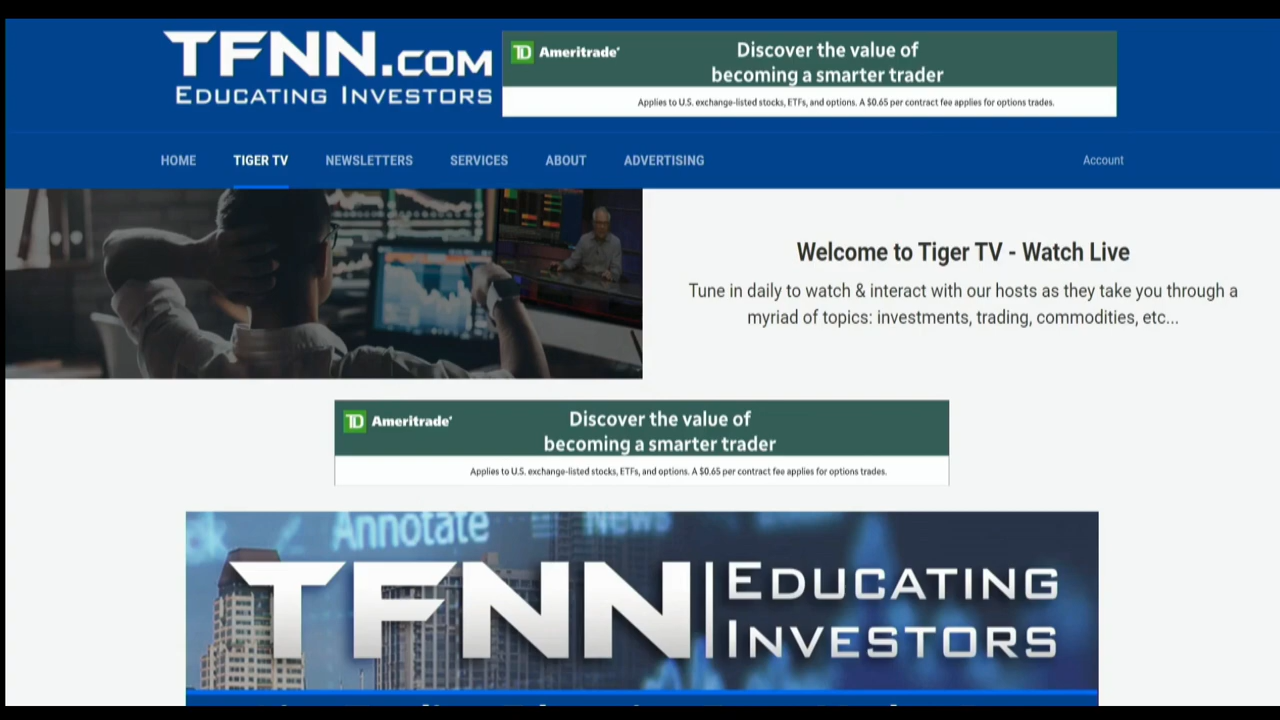 TFNN.COM
EDUCATING INVESTORS
TD Ameritrade
Discover the value of
becoming a smarter trader
Applies to U.S. exchange-listed stocks, ETFs, and options. A $0.65 per contract fee applies for options trades.
HOME TIGER TV NEWSLETTERS SERVICES ABOUT ADVERTISING Account
Welcome to Tiger TV - Watch Live
Tune in daily to watch & interact with our hosts as they take you through a
myriad of topics: investments, trading, commodities, etc...
TD Ameritrade
Discover the value of
becoming a smarter trader
Applies to U.S. exchange-listed stocks, ETFs, and options. A $0.65 per contract fee applies for options trades.
Annotate News
TFNN EDUCATING
INVESTORS